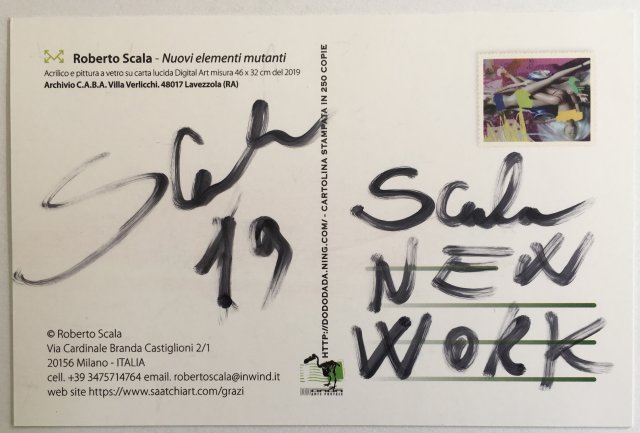 Roberto Scala - Nuovi elementi mutanti
Acrilico e pittura a vetro su carta lucida Digital Art misura 46 x 32 cm del 2019
Archivio C.A.B.A. Villa Verlicchi. 48017 Lavezzola (RA)
Scala
19
© Roberto Scala
Via Cardinale Branda Castiglioni 2/1
20156 Milano - ITALIA
cell. +39 3475714764 email. robertoscala@inwind.it
web site https://www.saatchiart.com/grazi
HTTP://DODODADA.NING.COM/ - CARTOLINA STAMPATA IN 250 COPIE
Scala
NEW
WORK